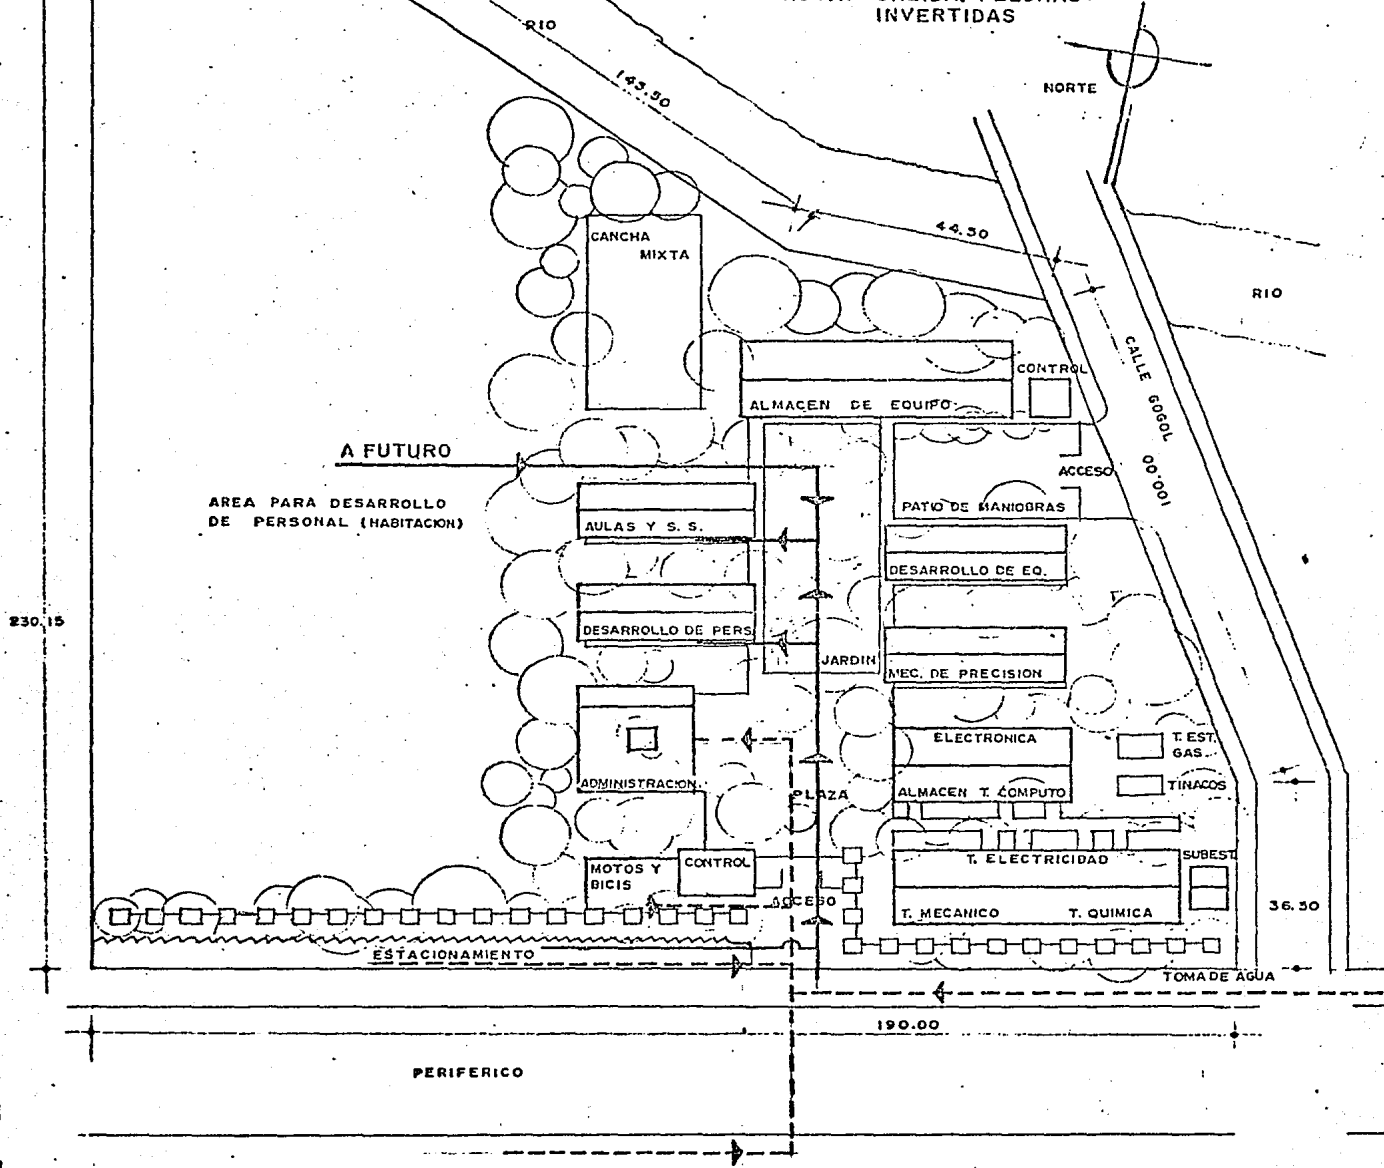 INVERTIDAS
RIO
NORTE
143.50
44.50
CANCHA
MIXTA
RIO
CALLE GOGOL
100.00
CONTROL
ALMACEN DE EQUIPO
A FUTURO
ACCESO
AREA PARA DESARROLLO
DE PERSONAL (HABITACION)
PATIO DE MANIOBRAS
AULAS Y S. S.
DESARROLLO DE EQ.
230.15
DESARROLLO DE PERS.
JARDIN
MEC. DE PRECISION
ELECTRONICA
T. EST.
GAS.
ADMINISTRACION
PLAZA
ALMACEN T. COMPUTO
TINACOS
MOTOS Y
BICIS
CONTROL
T. ELECTRICIDAD
SUBEST.
ACCESO
T. MECANICO
T. QUIMICA
36.50
ESTACIONAMIENTO
TOMA DE AGUA
190.00
PERIFERICO